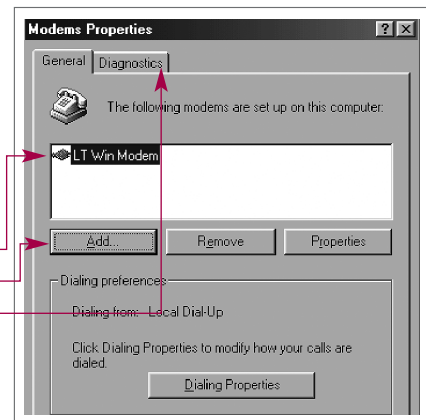 Modems Properties
General Diagnostics
The following modems are set up on this computer:
LT Win Modem
Add... Remove Properties
Dialing preferences
Dialing from: Local Dial-Up
Click Dialing Properties to modify how your calls are
dialed.
Dialing Properties